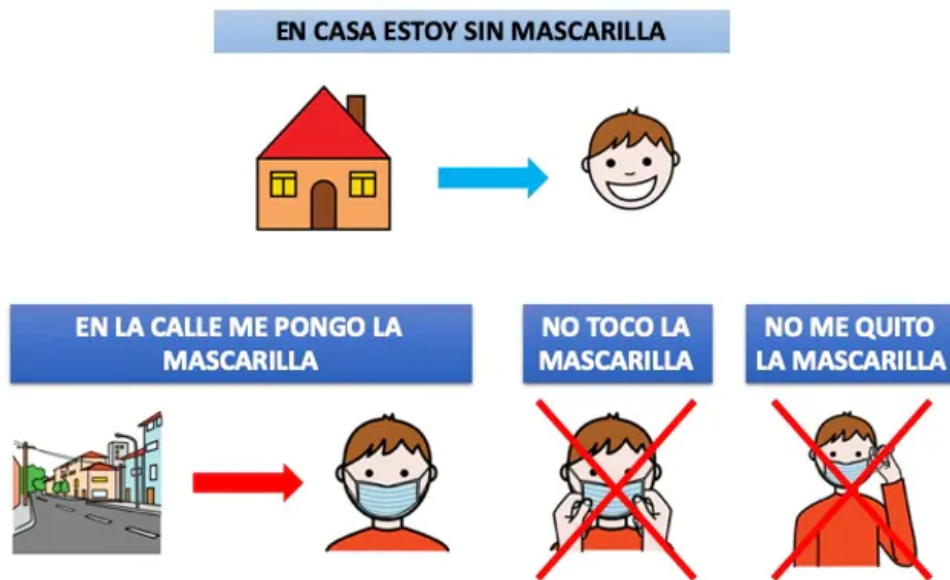 EN CASA ESTOY SIN MASCARILLA
EN LA CALLE ME PONGO LA
MASCARILLA
NO TOCO LA
MASCARILLA
NO ME QUITO
LA MASCARILLA